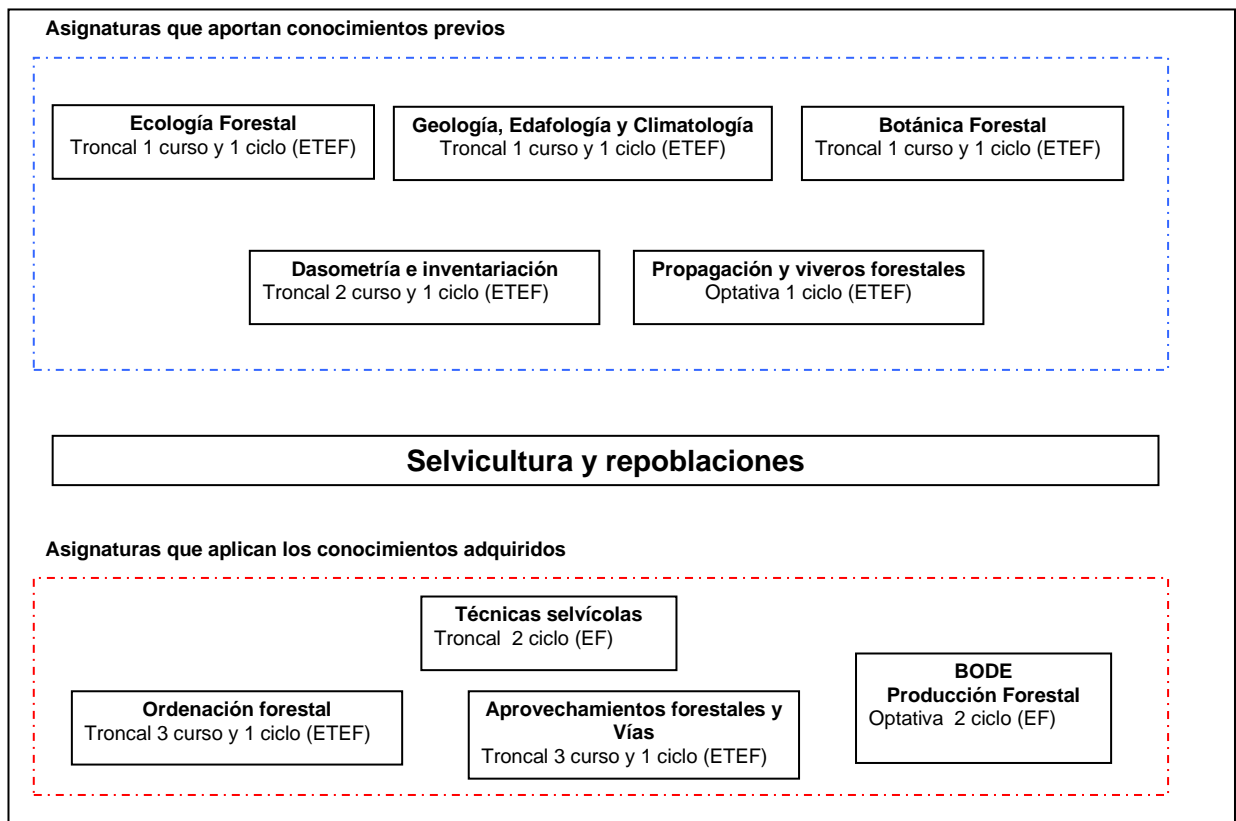 Asignaturas que aportan conocimientos previos
Ecología Forestal
Troncal 1 curso y 1 ciclo (ETEF)
Geología, Edafología y Climatología
Troncal 1 curso y 1 ciclo (ETEF)
Botánica Forestal
Troncal 1 curso y 1 ciclo (ETEF)
Dasometría e inventariación
Troncal 2 curso y 1 ciclo (ETEF)
Propagación y viveros forestales
Optativa 1 ciclo (ETEF)
Selvicultura y repoblaciones
Asignaturas que aplican los conocimientos adquiridos
Técnicas selvícolas
Troncal 2 ciclo (EF)
Ordenación forestal
Troncal 3 curso y 1 ciclo (ETEF)
Aprovechamientos forestales y
Vías
Troncal 3 curso y 1 ciclo (ETEF)
BODE
Producción Forestal
Optativa 2 ciclo (EF)